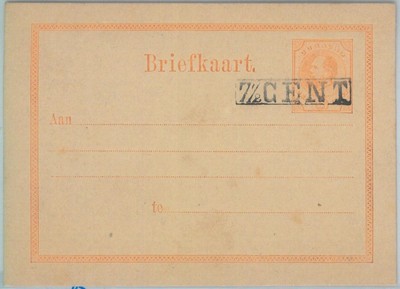 Briefkaart.
7½ CENT
Aan
te